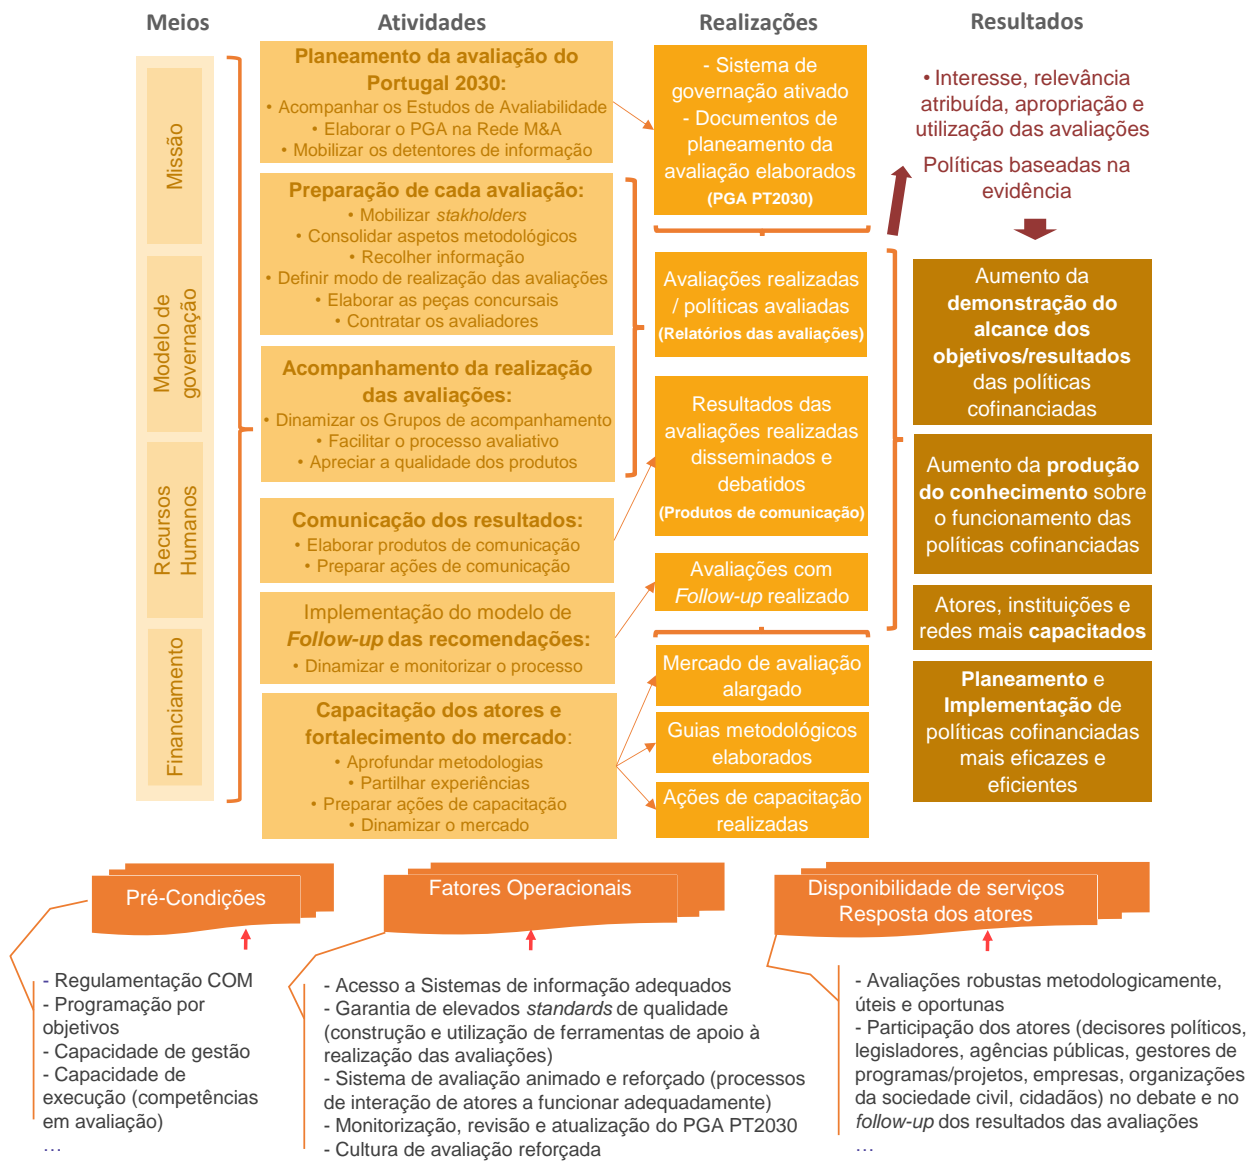 Meios
Atividades
Realizações
Resultados
Missão
Modelo de
governação
Recursos
Humanos
Financiamento
Planeamento da avaliação do
Portugal 2030:
• Acompanhar os Estudos de Avaliabilidade
• Elaborar o PGA na Rede M&A
• Mobilizar os detentores de informação
Preparação de cada avaliação:
• Mobilizar stakholders
• Consolidar aspetos metodológicos
• Recolher informação
• Definir modo de realização das avaliações
• Elaborar as peças concursais
• Contratar os avaliadores
Acompanhamento da realização
das avaliações:
• Dinamizar os Grupos de acompanhamento
• Facilitar o processo avaliativo
• Apreciar a qualidade dos produtos
Comunicação dos resultados:
• Elaborar produtos de comunicação
• Preparar ações de comunicação
Implementação do modelo de
Follow-up das recomendações:
• Dinamizar e monitorizar o processo
Capacitação dos atores e
fortalecimento do mercado:
• Aprofundar metodologias
• Partilhar experiências
• Preparar ações de capacitação
• Dinamizar o mercado
- Sistema de
governação ativado
- Documentos de
planeamento da
avaliação elaborados
(PGA PT2030)
Avaliações realizadas
/ políticas avaliadas
(Relatórios das avaliações)
Resultados das
avaliações realizadas
disseminados e
debatidos
(Produtos de comunicação)
Avaliações com
Follow-up realizado
Mercado de avaliação
alargado
Guias metodológicos
elaborados
Ações de capacitação
realizadas
• Interesse, relevância
atribuída, apropriação e
utilização das avaliações
Políticas baseadas na
evidência
Aumento da
demonstração do
alcance dos
objetivos/resultados
das políticas
cofinanciadas
Aumento da produção
do conhecimento sobre
o funcionamento das
políticas cofinanciadas
Atores, instituições e
redes mais capacitados
Planeamento e
Implementação de
políticas cofinanciadas
mais eficazes e
eficientes
Pré-Condições
- Regulamentação COM
- Programação por
objetivos
- Capacidade de gestão
- Capacidade de
execução (competências
em avaliação)
…
Fatores Operacionais
- Acesso a Sistemas de informação adequados
- Garantia de elevados standards de qualidade
(construção e utilização de ferramentas de apoio à
realização das avaliações)
- Sistema de avaliação animado e reforçado (processos
de interação de atores a funcionar adequadamente)
- Monitorização, revisão e atualização do PGA PT2030
- Cultura de avaliação reforçada
Disponibilidade de serviços
Resposta dos atores
- Avaliações robustas metodologicamente,
úteis e oportunas
- Participação dos atores (decisores políticos,
legisladores, agências públicas, gestores de
programas/projetos, empresas, organizações
da sociedade civil, cidadãos) no debate e no
follow-up dos resultados das avaliações
…